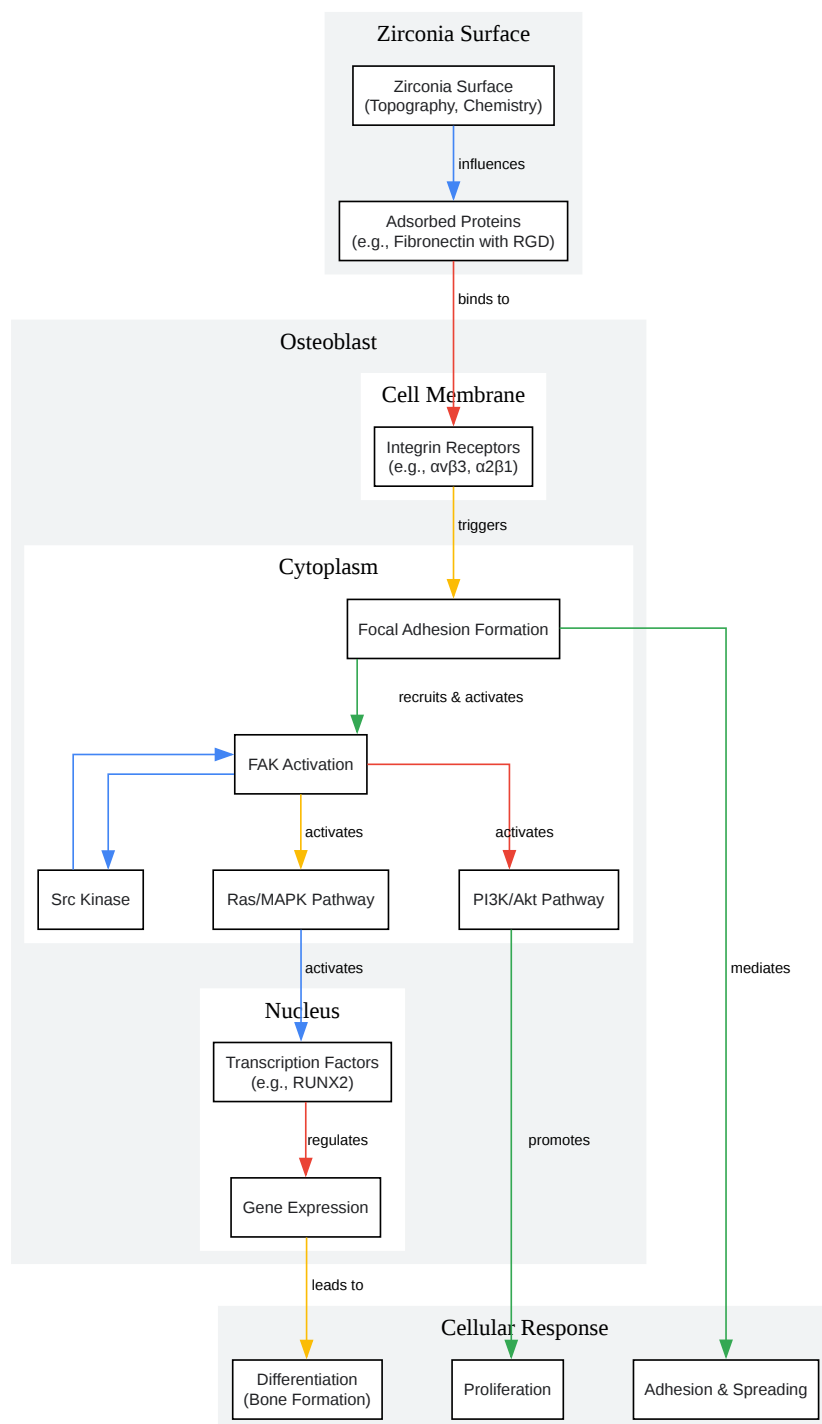 Zirconia Surface
Zirconia Surface
(Topography, Chemistry)
influences
Adsorbed Proteins
(e.g., Fibronectin with RGD)
binds to
Osteoblast
Cell Membrane
Integrin Receptors
(e.g., αvβ3, α2β1)
triggers
Cytoplasm
Focal Adhesion Formation
recruits & activates
FAK Activation
activates
activates
Src Kinase
Ras/MAPK Pathway
PI3K/Akt Pathway
activates
mediates
Nucleus
Transcription Factors
(e.g., RUNX2)
regulates
promotes
Gene Expression
leads to
Cellular Response
Differentiation
(Bone Formation)
Proliferation
Adhesion & Spreading